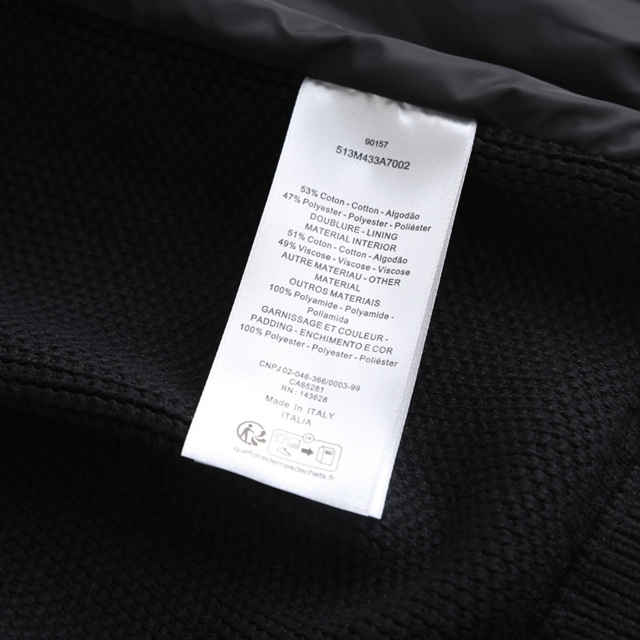 90157
513M433A7002
53% Coton - Cotton - Algodão
47% Polyester - Polyester - Poliéster
DOUBLURE - LINING
MATERIAL INTERIOR
51% Coton - Cotton - Algodão
49% Viscose - Viscose - Viscose
AUTRE MATERIAU - OTHER
MATERIAL
OUTROS MATERIAIS
100% Polyamide - Polyamide -
Poliamida
GARNISSAGE ET COULEUR -
PADDING - ENCHIMENTO E COR
100% Polyester - Polyester - Poliéster
CNPJ 02-046-366/0003-99
CA65281
RN : 143628
Made in ITALY
ITALIA
quefairedemesdechets.fr